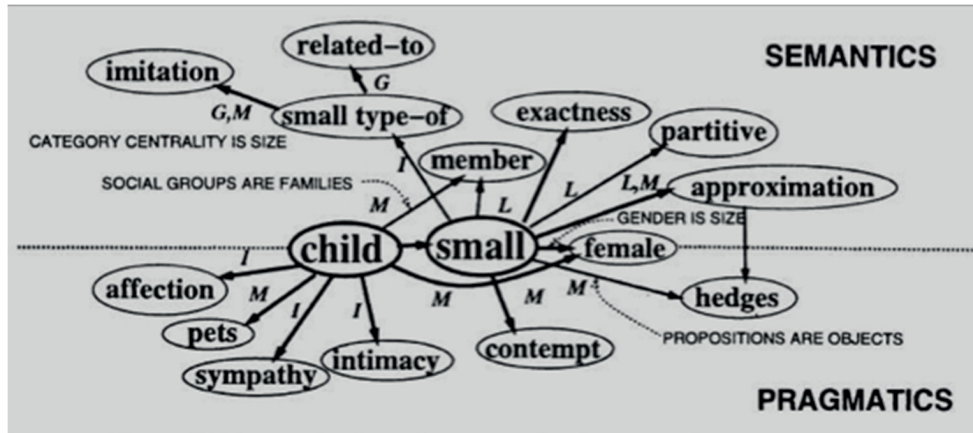 related-to
SEMANTICS
imitation
G
G,M
small type-of
exactness
partitive
CATEGORY CENTRALITY IS SIZE
member
I
SOCIAL GROUPS ARE FAMILIES
L
L,M
approximation
M
L
GENDER IS SIZE
child
small
female
I
affection
M
M
M
M
hedges
pets
I
I
PROPOSITIONS ARE OBJECTS
sympathy
intimacy
contempt
PRAGMATICS